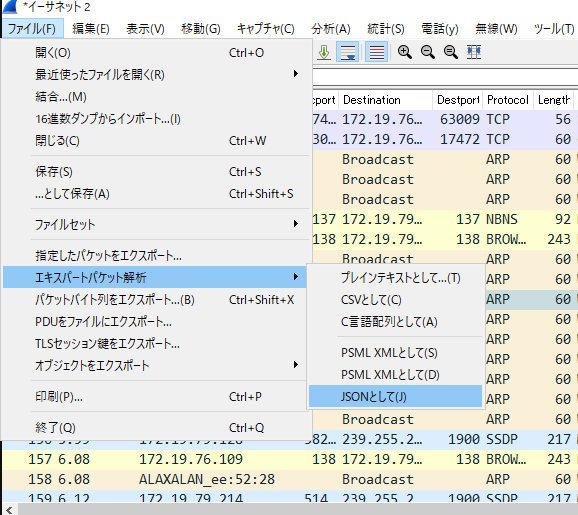 *イーサネット 2
ファイル(F) 編集(E) 表示(V) 移動(G) キャプチャ(C) 分析(A) 統計(S) 電話(y) 無線(W) ツール(T)
開く(O) Ctrl+O
最近使ったファイルを開く(R)
結合...(M)
16進数ダンプからインポート...(I)
閉じる(C) Ctrl+W
保存(S) Ctrl+S
...として保存(A) Ctrl+Shift+S
ファイルセット
指定したパケットをエクスポート...
エキスパートパケット解析
パケットバイト列をエクスポート...(B) Ctrl+Shift+X
PDUをファイルにエクスポート...
TLSセッション鍵をエクスポート...
オブジェクトをエクスポート
印刷(P)... Ctrl+P
終了(Q) Ctrl+Q
プレインテキストとして...(T)
CSVとして(C)
C言語配列として(A)
PSML XMLとして(S)
PSML XMLとして(D)
JSONとして(J)
cport Destination Destport Protocol Length
74… 172.19.76… 63009 TCP 56
30… 172.19.76… 17472 TCP 60
Broadcast ARP 60
Broadcast ARP 60
Broadcast ARP 60
137 172.19.79… 137 NBNS 92
138 172.19.79… 138 BROW… 243
Broadcast ARP 60
ARP 60
ARP 60
ARP 60
ARP 60
ARP 60
ARP 60
Broadcast ARP 60
156 5.99 172.19.79.126 582… 239.255.2… 1900 SSDP 217
157 6.08 172.19.76.109 138 172.19.79… 138 BROW… 243
158 6.08 ALAXALAN_ee:52:28 Broadcast ARP 60
159 6.12 172.19.79.214 514… 239.255.2… 1900 SSDP 217